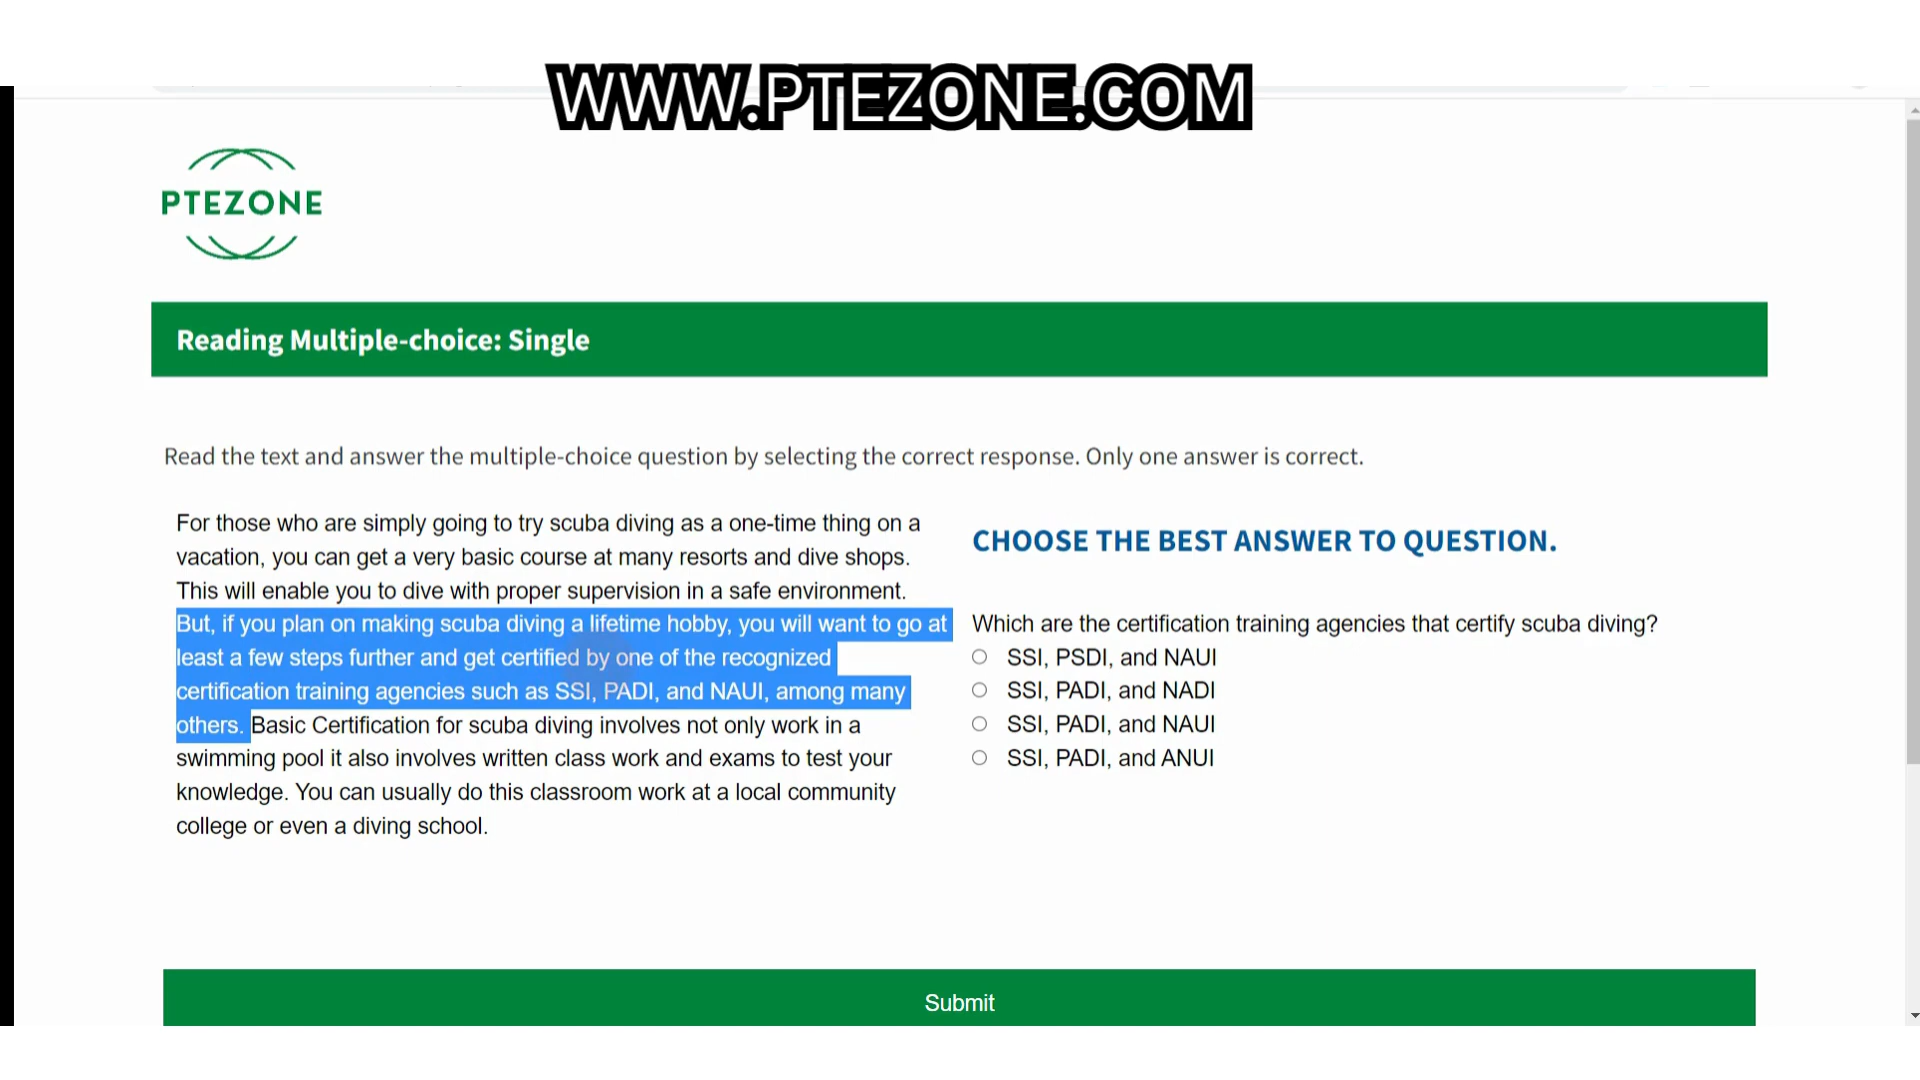 WWW.PTEZONE.COM
PTEZONE
Reading Multiple-choice: Single
Read the text and answer the multiple-choice question by selecting the correct response. Only one answer is correct.
For those who are simply going to try scuba diving as a one-time thing on a
vacation, you can get a very basic course at many resorts and dive shops.
This will enable you to dive with proper supervision in a safe environment.
But, if you plan on making scuba diving a lifetime hobby, you will want to go at
least a few steps further and get certified by one of the recognized
certification training agencies such as SSI, PADI, and NAUI, among many
others. Basic Certification for scuba diving involves not only work in a
swimming pool it also involves written class work and exams to test your
knowledge. You can usually do this classroom work at a local community
college or even a diving school.
CHOOSE THE BEST ANSWER TO QUESTION.
Which are the certification training agencies that certify scuba diving?
SSI, PSDI, and NAUI
SSI, PADI, and NADI
SSI, PADI, and NAUI
SSI, PADI, and ANUI
Submit